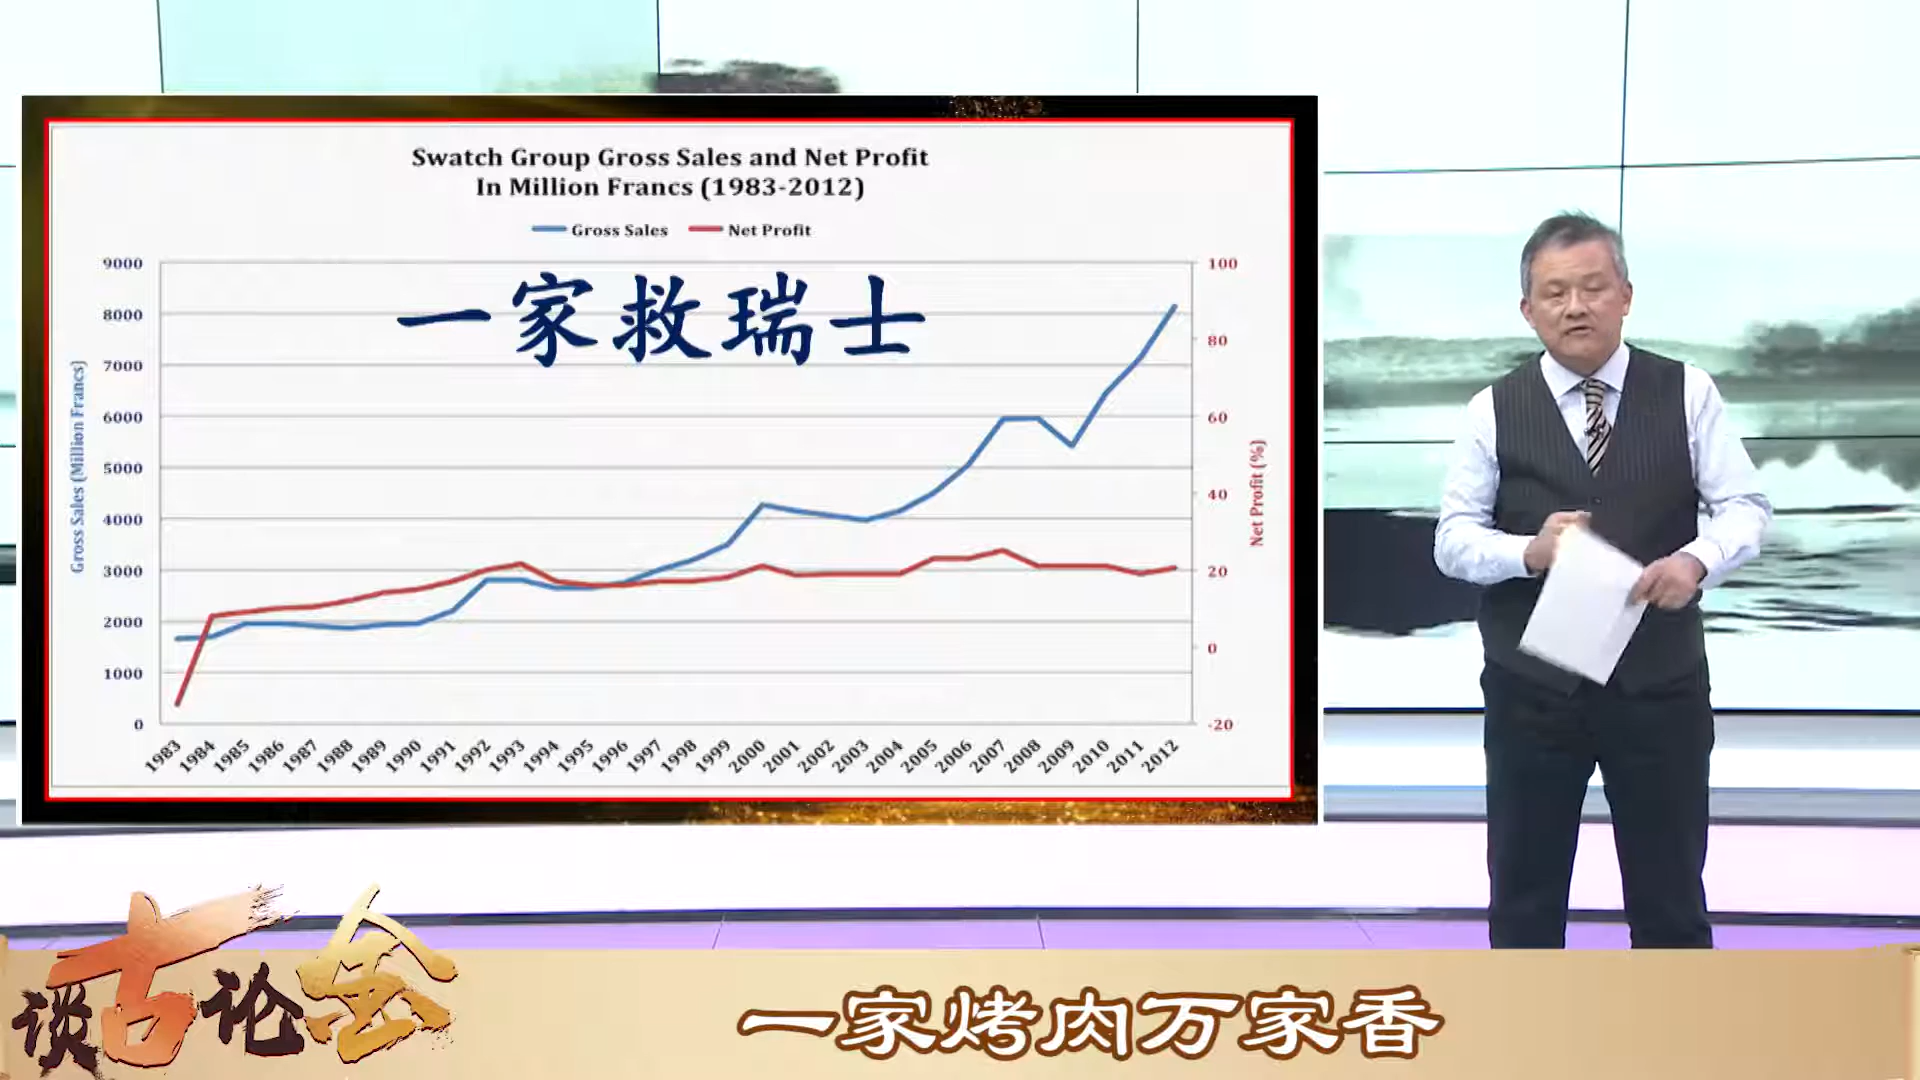 Swatch Group Gross Sales and Net Profit
In Million Francs (1983-2012)
Gross Sales Net Profit
一家救瑞士
Gross Sales (Million Francs)
9000
8000
7000
6000
5000
4000
3000
2000
1000
0
100
80
60
40
20
0
-20
Net Profit (%)
1983 1984 1985 1986 1987 1988 1989 1990 1991 1992 1993 1994 1995 1996 1997 1998 1999 2000 2001 2002 2003 2004 2005 2006 2007 2008 2009 2010 2011 2012
谈古论金
一家烤肉万家香